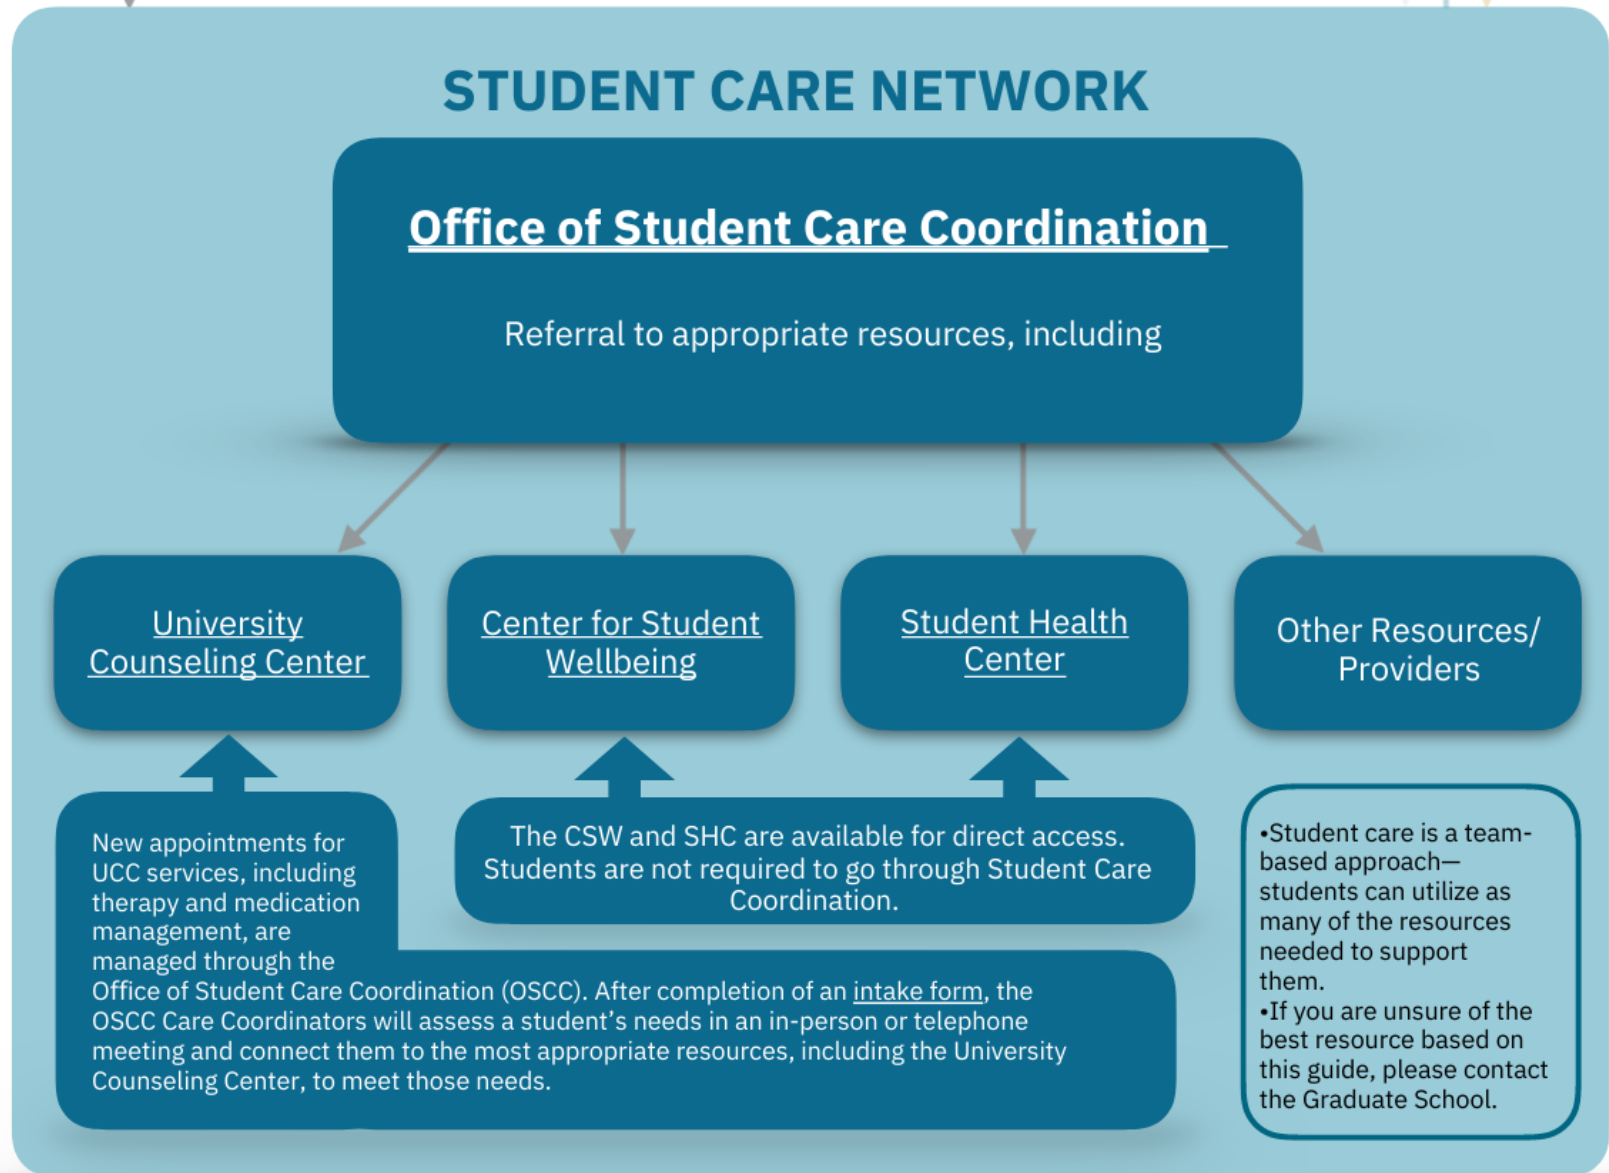 STUDENT CARE NETWORK
Office of Student Care Coordination
Referral to appropriate resources, including
University
Counseling Center
Center for Student
Wellbeing
Student Health
Center
Other Resources/
Providers
New appointments for
UCC services, including
therapy and medication
management, are
managed through the
Office of Student Care Coordination (OSCC). After completion of an intake form, the
OSCC Care Coordinators will assess a student’s needs in an in-person or telephone
meeting and connect them to the most appropriate resources, including the University
Counseling Center, to meet those needs.
The CSW and SHC are available for direct access.
Students are not required to go through Student Care
Coordination.
•Student care is a team-
based approach—
students can utilize as
many of the resources
needed to support
them.
•If you are unsure of the
best resource based on
this guide, please contact
the Graduate School.